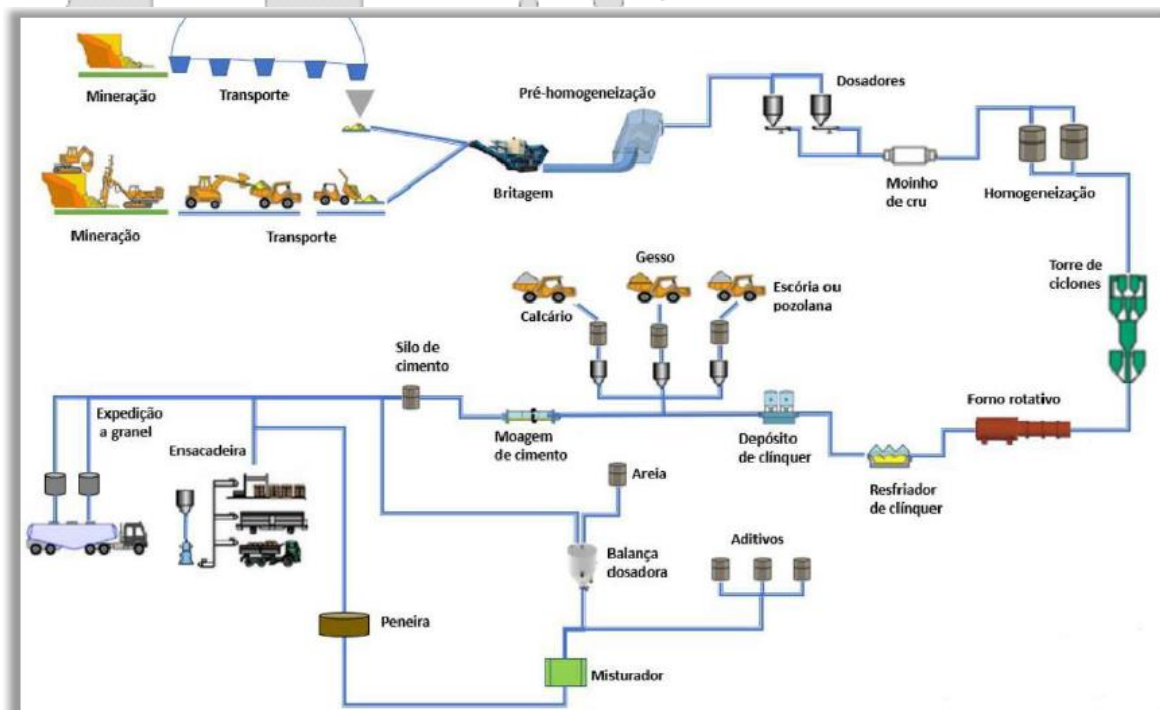 Mineração
Transporte
Pré-homogeneização
Dosadores
Britagem
Moinho
de cru
Homogeneização
Mineração
Transporte
Torre de
ciclones
Calcário
Gesso
Escória ou
pozolana
Silo de
cimento
Expedição
a granel
Ensacadeira
Moagem
de cimento
Depósito
de clínquer
Forno rotativo
Resfriador
de clínquer
Areia
Balança
dosadora
Aditivos
Peneira
Misturador